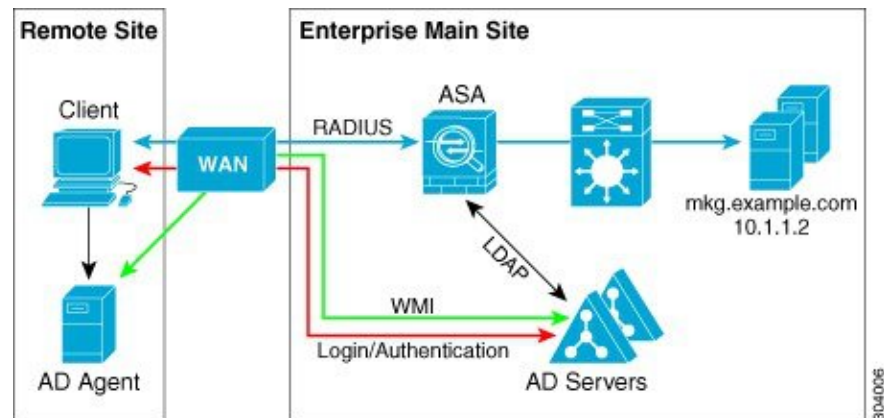 Remote Site
Enterprise Main Site
Client
ASA
RADIUS
WAN
mkg.example.com
10.1.1.2
LDAP
WMI
Login/Authentication
AD Agent
AD Servers
304006